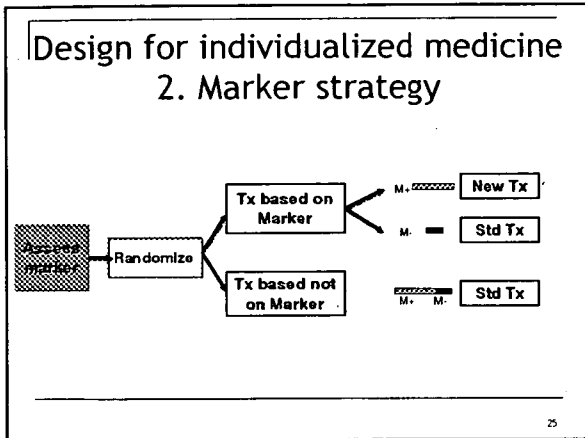 Design for individualized medicine
2. Marker strategy
Assess
marker
Randomize
Tx based on
Marker
M+
New Tx
M-
Std Tx
Tx based not
on Marker
M+ M-
Std Tx
25